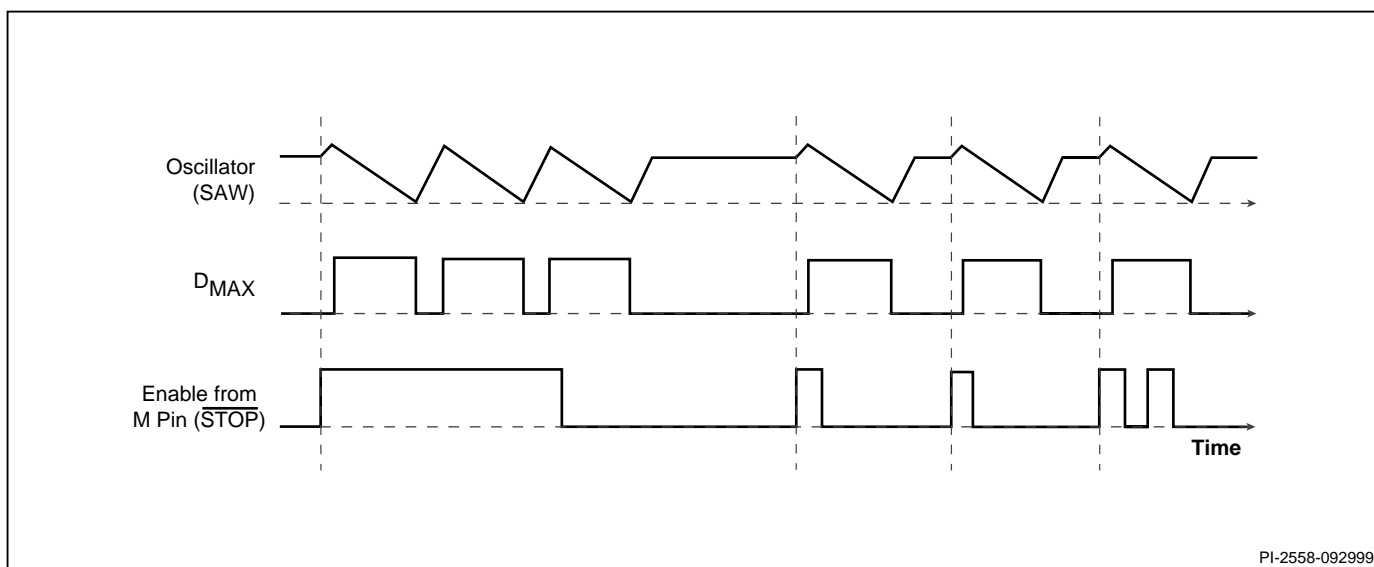 Oscillator
(SAW)
DMAX
Enable from
M Pin (STOP)
Time
PI-2558-092999